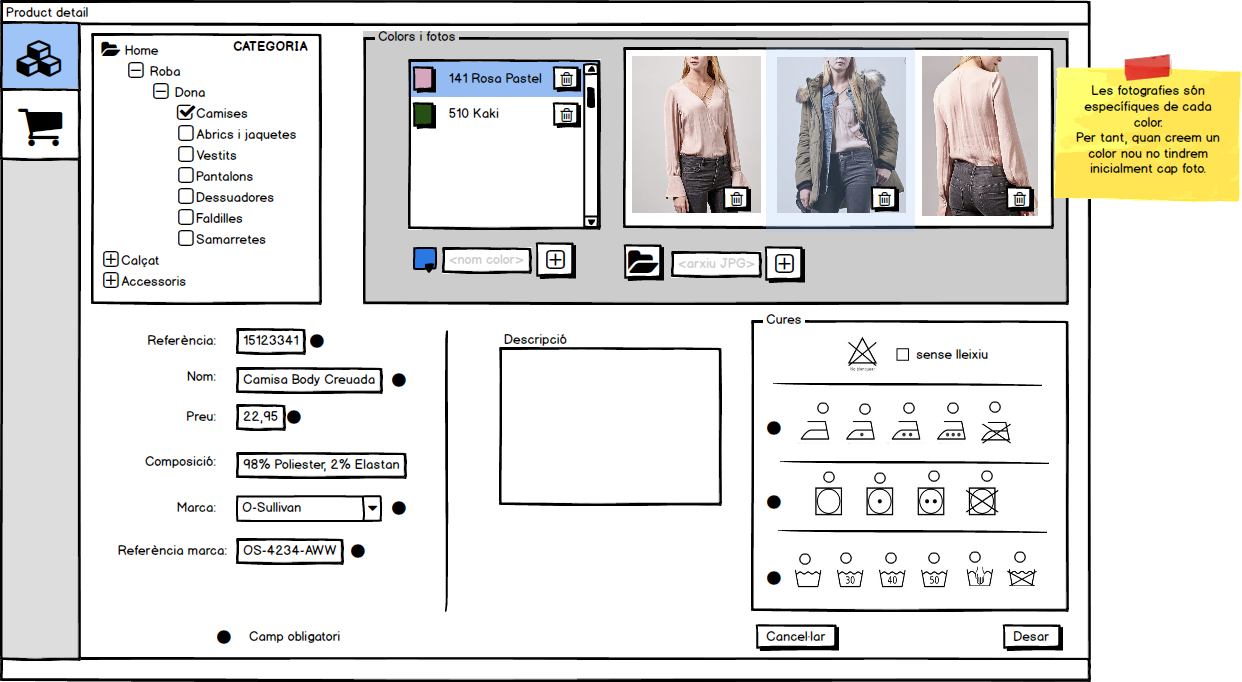 Product detail
CATEGORIA
Home
Roba
Dona
Camises
Abrics i jaquetes
Vestits
Pantalons
Dessuadores
Faldilles
Samarretes
Calçat
Accessoris
Colors i fotos
141 Rosa Pastel
510 Kaki
<nom color>
<arxiu JPG>
Les fotografies són
específiques de cada
color.
Per tant, quan creem un
color nou no tindrem
inicialment cap foto.
Referència:
15123341
Nom:
Camisa Body Creuada
Preu:
22,95
Composició:
98% Poliester, 2% Elastan
Marca:
O-Sullivan
Referència marca:
OS-4234-AWW
Camp obligatori
Descripció
Cures
sense lleixiu
30
40
50
Cancel·lar
Desar